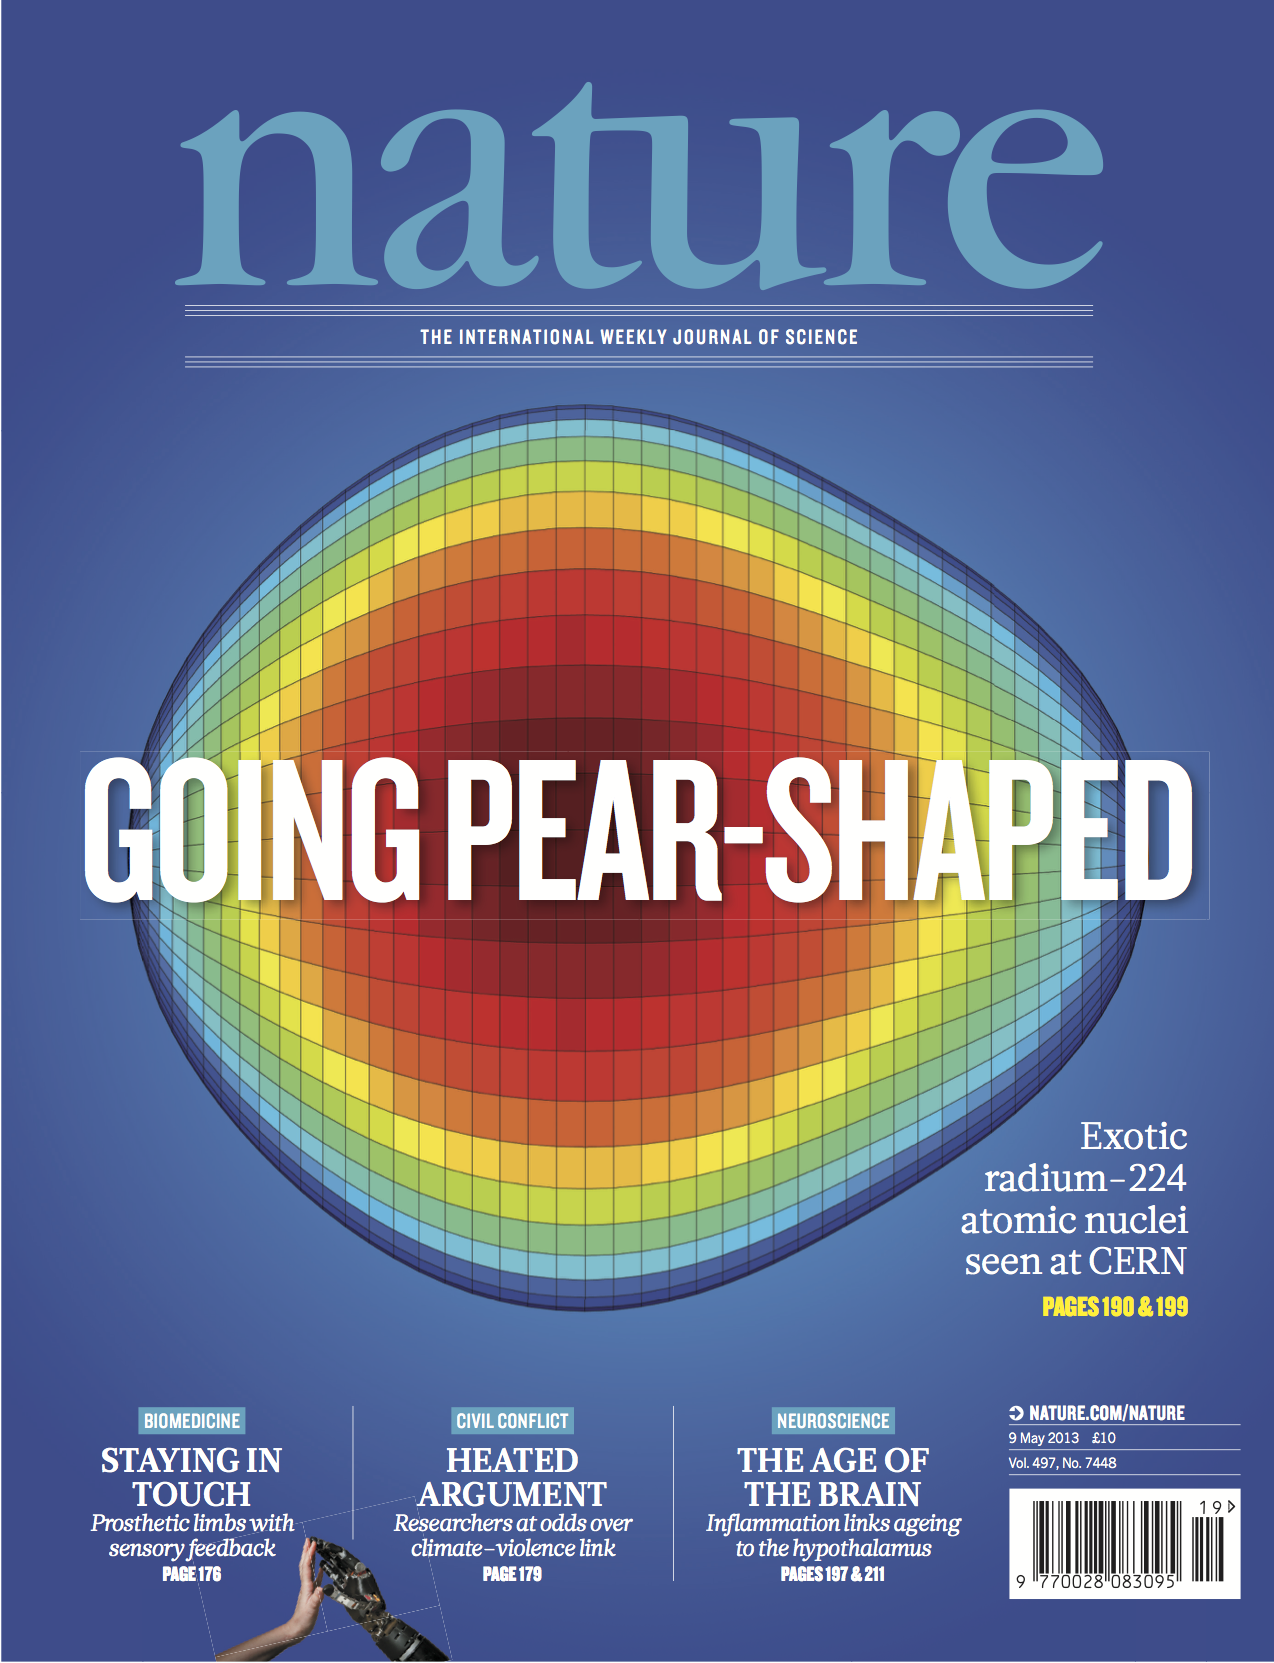 nature
THE INTERNATIONAL WEEKLY JOURNAL OF SCIENCE
GOING PEAR-SHAPED
Exotic
radium-224
atomic nuclei
seen at CERN
PAGES 190 & 199
BIOMEDICINE
STAYING IN
TOUCH
Prosthetic limbs with
sensory feedback
PAGE 176
CIVIL CONFLICT
HEATED
ARGUMENT
Researchers at odds over
climate–violence link
PAGE 179
NEUROSCIENCE
THE AGE OF
THE BRAIN
Inflammation links ageing
to the hypothalamus
PAGES 197 & 211
NATURE.COM/NATURE
9 May 2013 £10
Vol. 497, No. 7448
19
9 770028 083095